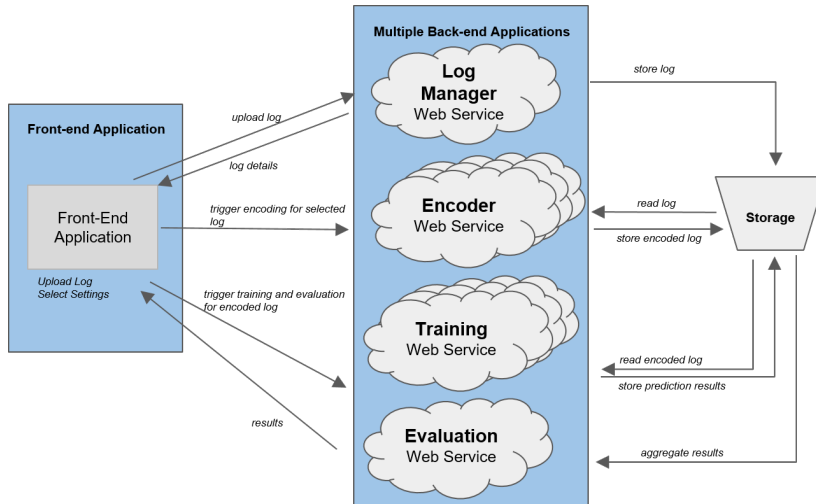 Multiple Back-end Applications
Log
Manager
Web Service
store log
Front-end Application
upload log
log details
Front-End
Application
Upload Log
Select Settings
trigger encoding for selected
log
Encoder
Web Service
read log
store encoded log
Storage
trigger training and evaluation
for encoded log
Training
Web Service
read encoded log
store prediction results
results
Evaluation
Web Service
aggregate results